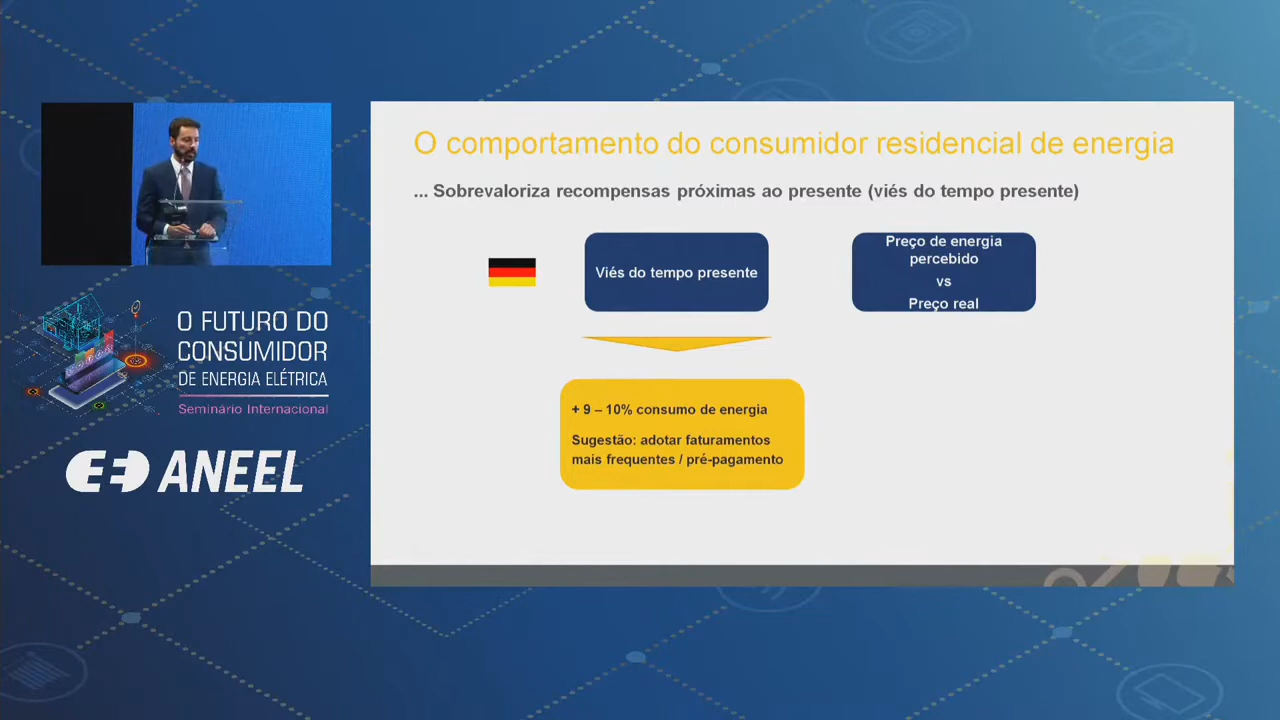 O comportamento do consumidor residencial de energia
... Sobrevaloriza recompensas próximas ao presente (viés do tempo presente)
Viés do tempo presente
Preço de energia
percebido
vs
Preço real
+ 9 – 10% consumo de energia
Sugestão: adotar faturamentos
mais frequentes / pré-pagamento
O FUTURO DO
CONSUMIDOR
DE ENERGIA ELÉTRICA
Seminário Internacional
ANEEL